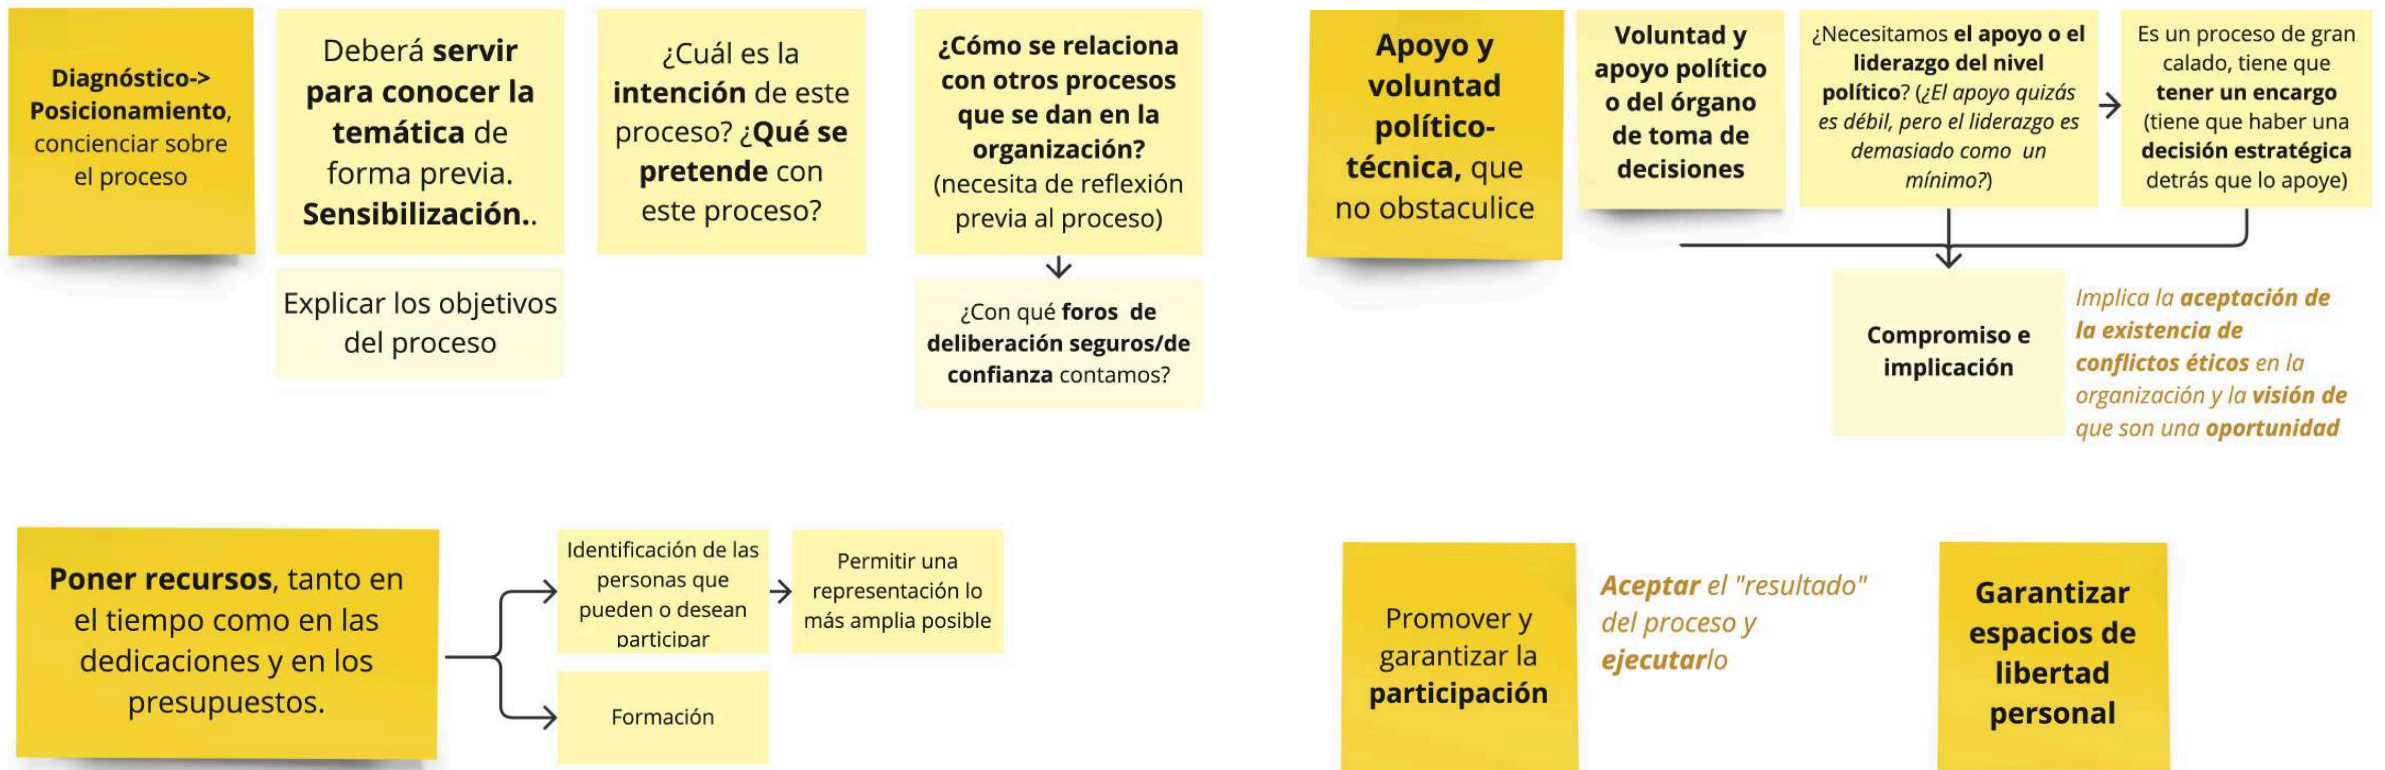 Diagnóstico->
Posicionamiento,
concienciar sobre
el proceso
Deberá servir
para conocer la
temática de
forma previa.
Sensibilización..
Explicar los objetivos
del proceso
¿Cuál es la
intención de este
proceso? ¿Qué se
pretende con
este proceso?
¿Cómo se relaciona
con otros procesos
que se dan en la
organización?
(necesita de reflexión
previa al proceso)
¿Con qué foros de
deliberación seguros/de
confianza contamos?
Apoyo y
voluntad
político-
técnica, que
no obstaculice
Voluntad y
apoyo político
o del órgano
de toma de
decisiones
¿Necesitamos el apoyo o el
liderazgo del nivel
político? (¿El apoyo quizás
es débil, pero el liderazgo es
demasiado como un
mínimo?)
Es un proceso de gran
calado, tiene que
tener un encargo
(tiene que haber una
decisión estratégica
detrás que lo apoye)
Compromiso e
implicación
Implica la aceptación de
la existencia de
conflictos éticos en la
organización y la visión de
que son una oportunidad
Poner recursos, tanto en
el tiempo como en las
dedicaciones y en los
presupuestos.
Identificación de las
personas que
pueden o desean
participar
Permitir una
representación lo
más amplia posible
Formación
Promover y
garantizar la
participación
Aceptar el "resultado"
del proceso y
ejecutarlo
Garantizar
espacios de
libertad
personal